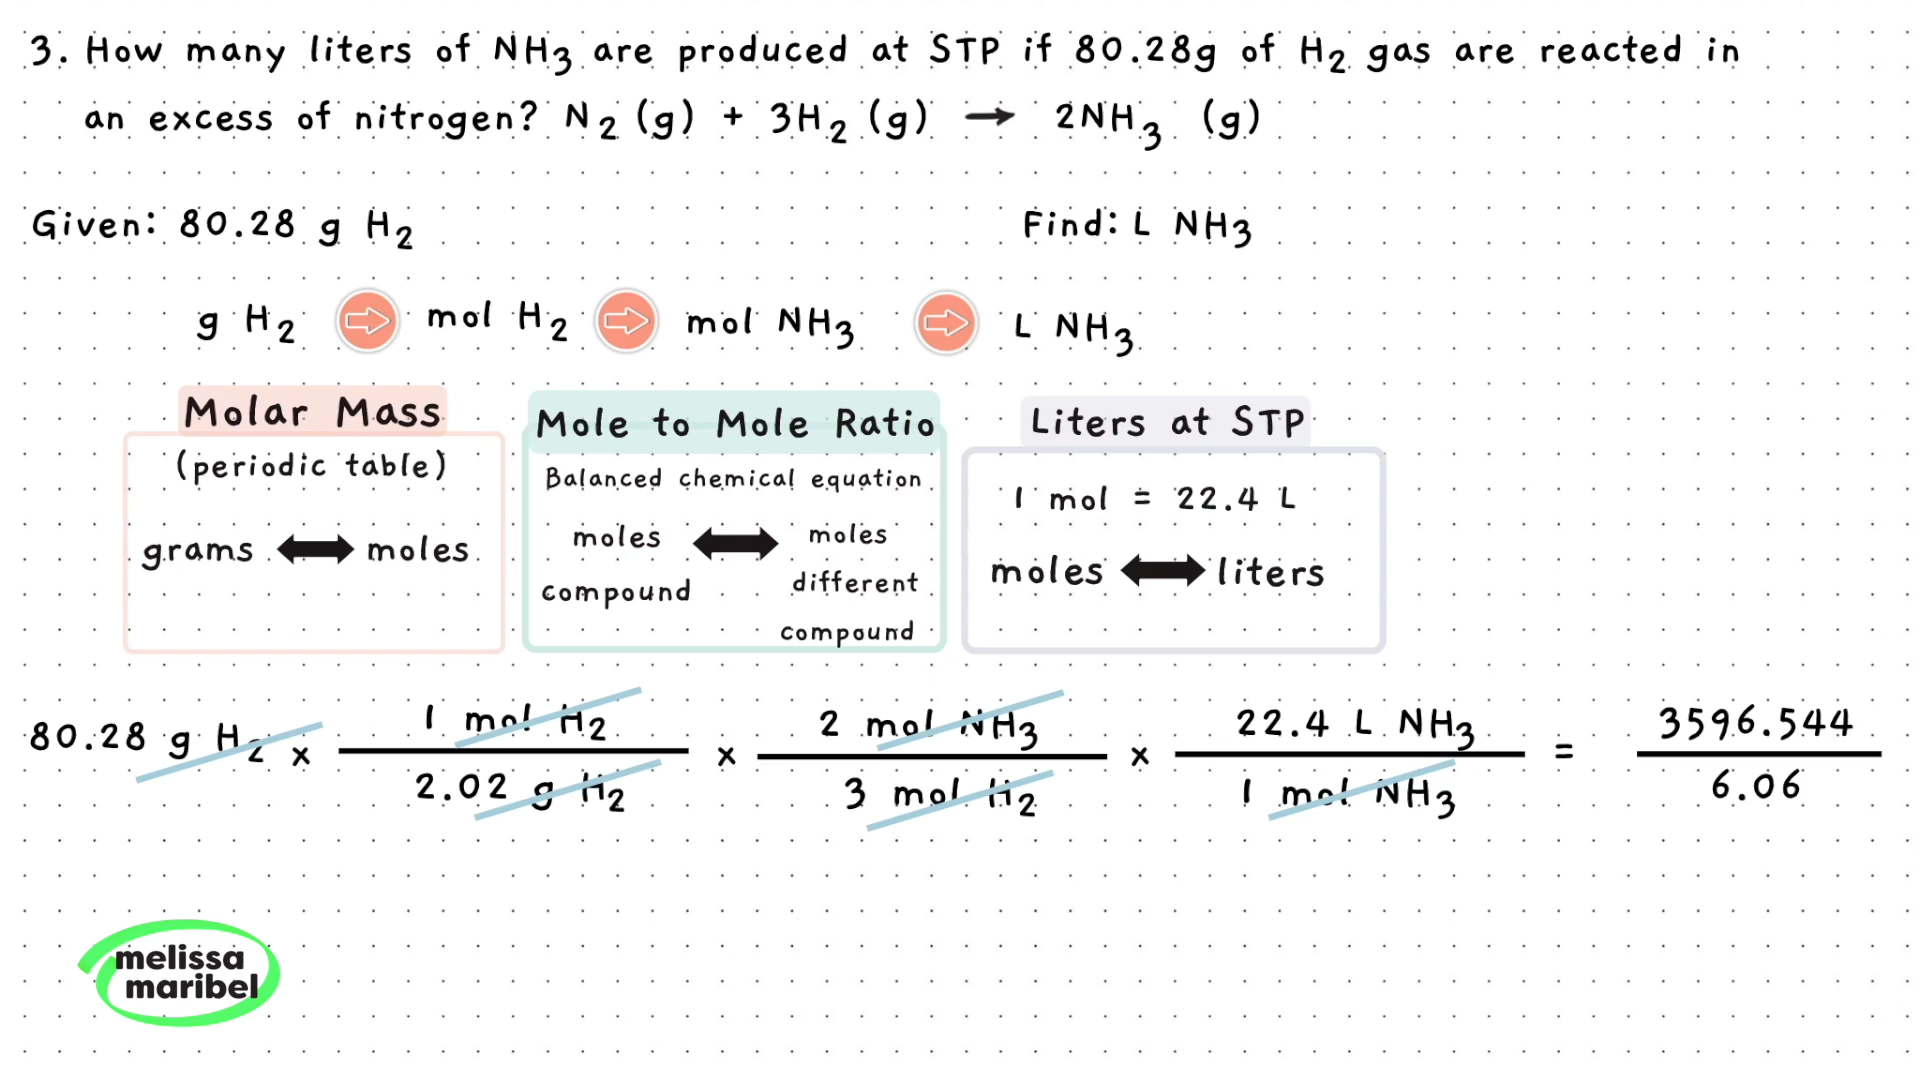 3. How many liters of NH3 are produced at STP if 80.28g of H2 gas are reacted in
an excess of nitrogen? N2 (g) + 3H2 (g) → 2NH3 (g)
Given: 80.28 g H2
Find: L NH3
g H2 ⇨ mol H2 ⇨ mol NH3 ⇨ L NH3
Molar Mass
(periodic table)
grams ↔ moles
Mole to Mole Ratio
Balanced chemical equation
moles ↔ moles
compound different
compound
Liters at STP
1 mol = 22.4 L
moles ↔ liters
80.28 g H2 x 1 mol H2 / 2.02 g H2 x 2 mol NH3 / 3 mol H2 x 22.4 L NH3 / 1 mol NH3 = 3596.544 / 6.06
melissa
maribel